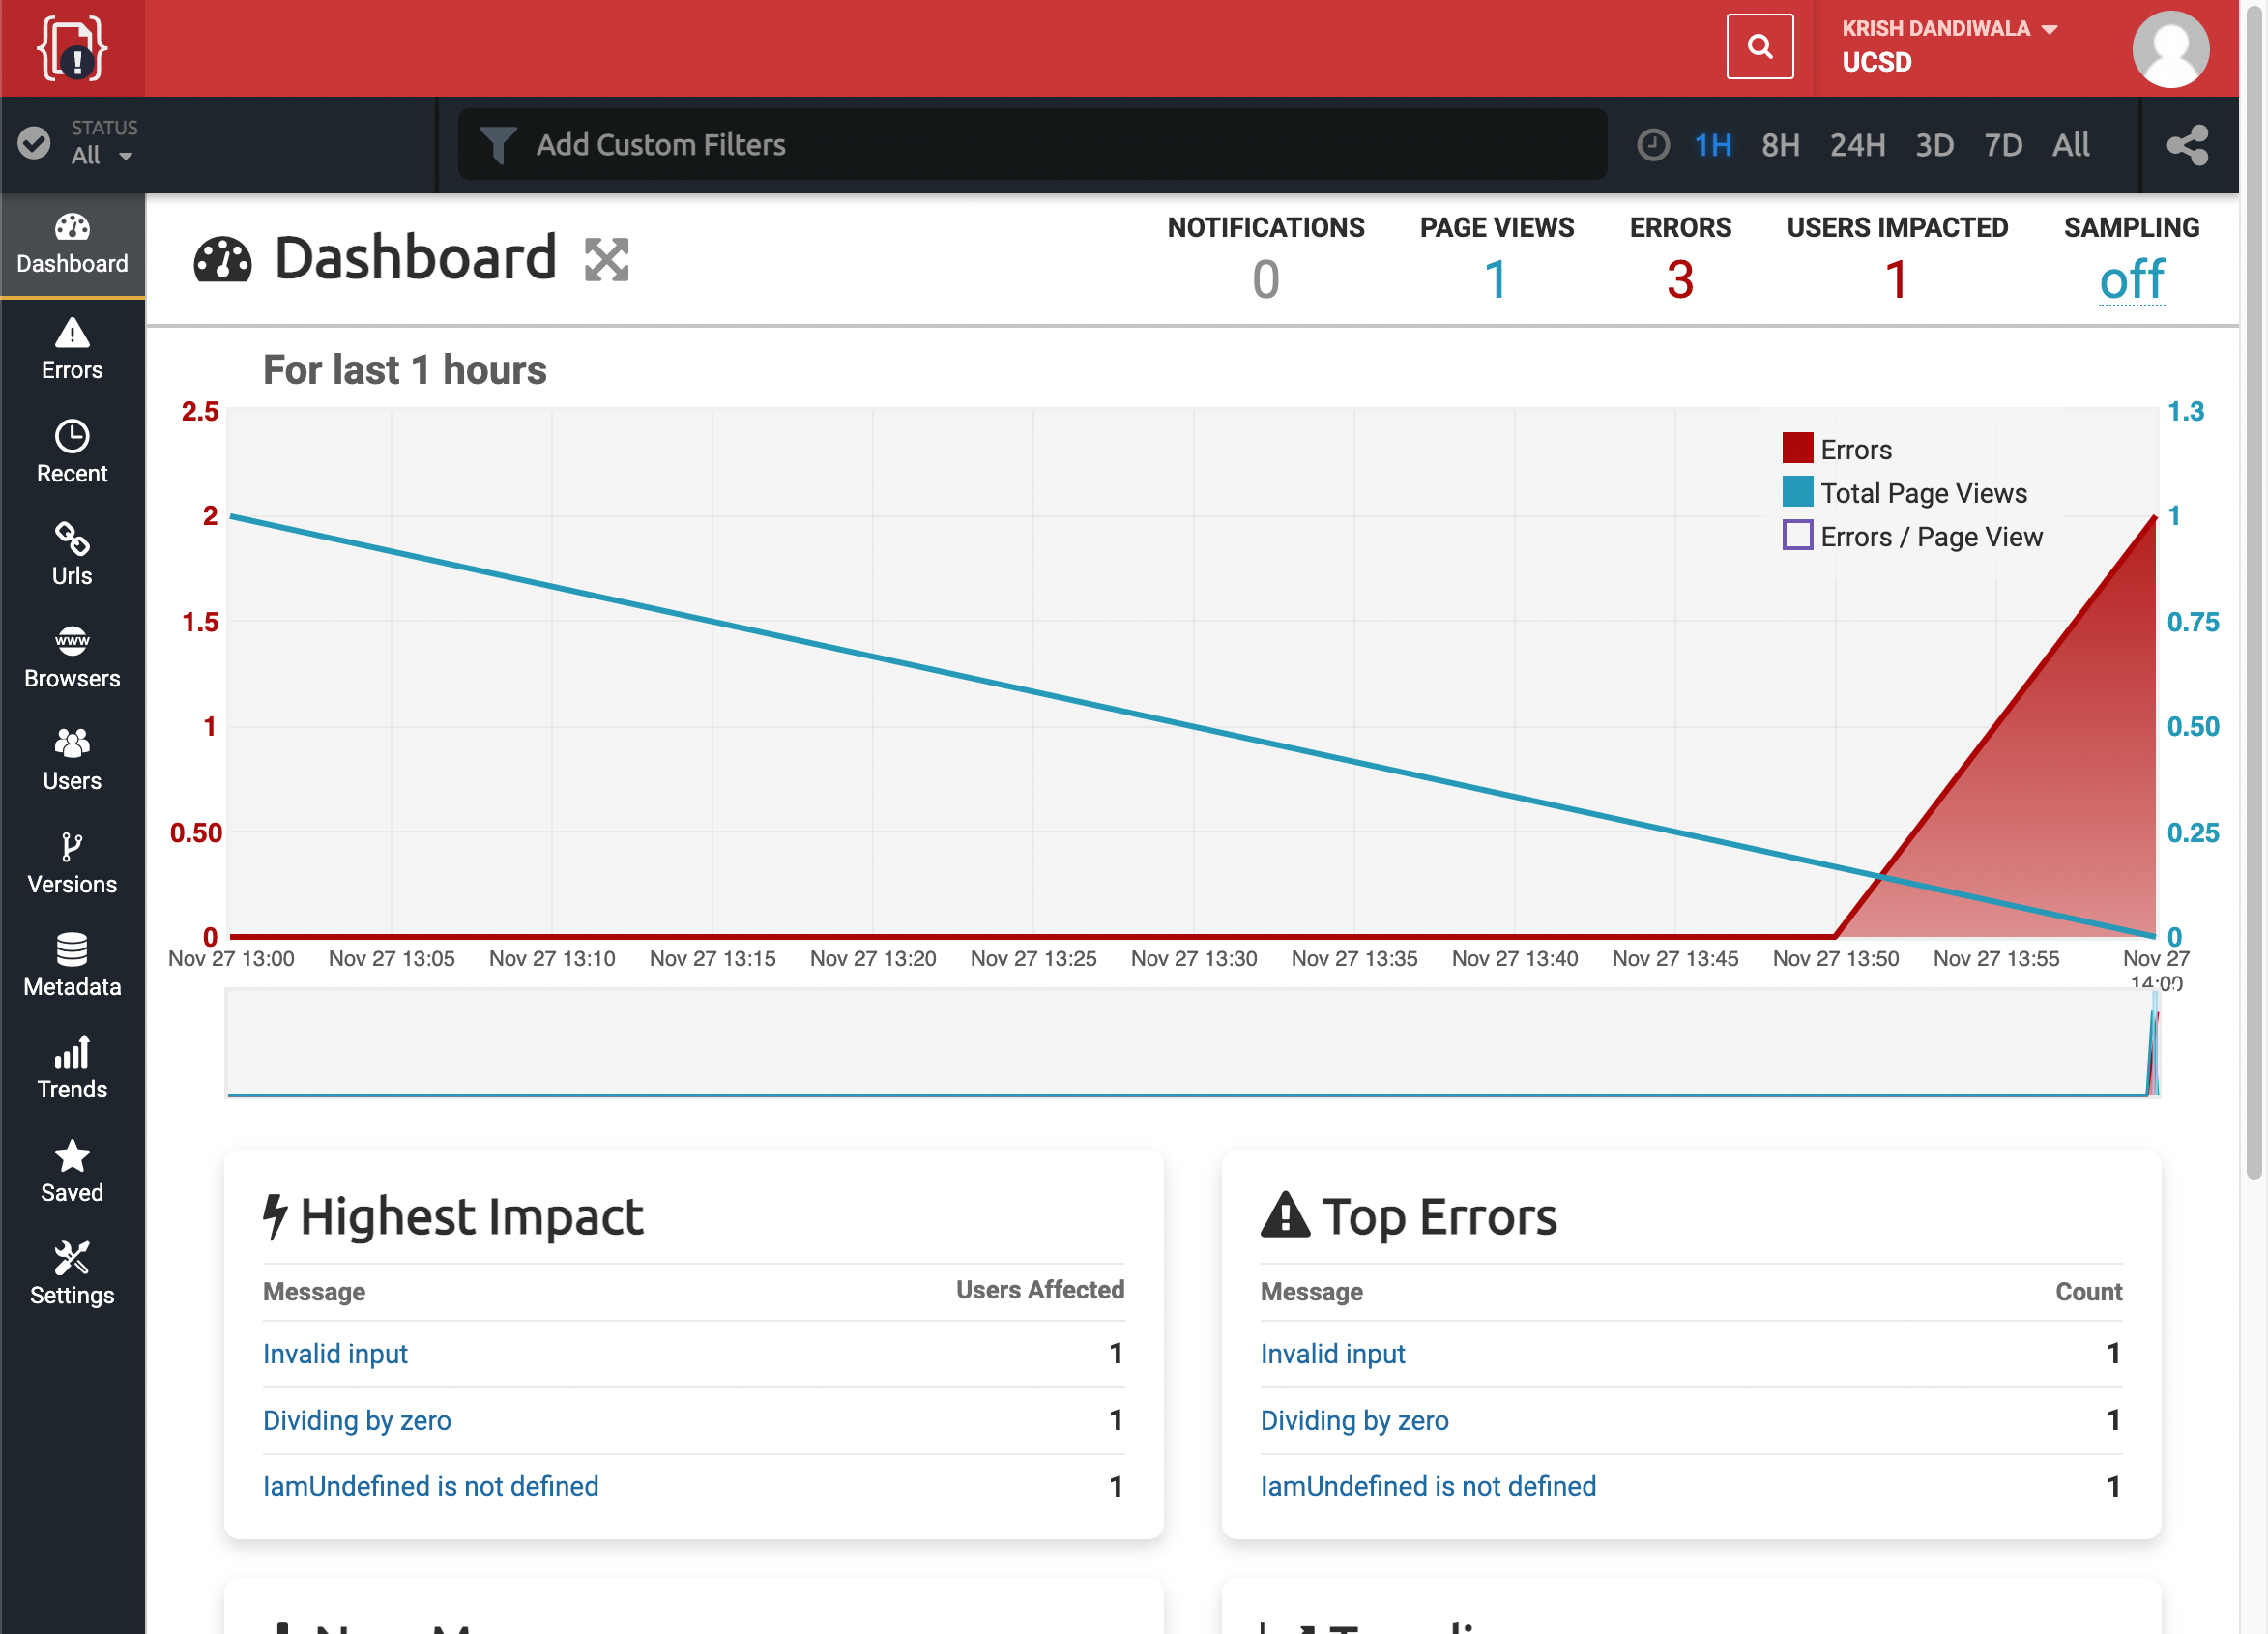 KRISH DANDIWALA
UCSD
STATUS
All
Add Custom Filters
1H 8H 24H 3D 7D All
Dashboard
Errors
Recent
Urls
www
Browsers
Users
Versions
Metadata
Trends
Saved
Settings
Dashboard
NOTIFICATIONS PAGE VIEWS ERRORS USERS IMPACTED SAMPLING
0 1 3 1 off
For last 1 hours
2.5 1.3
Errors
Total Page Views
Errors / Page View
2 1
1.5 0.75
1 0.50
0.50 0.25
0 0
Nov 27 13:00 Nov 27 13:05 Nov 27 13:10 Nov 27 13:15 Nov 27 13:20 Nov 27 13:25 Nov 27 13:30 Nov 27 13:35 Nov 27 13:40 Nov 27 13:45 Nov 27 13:50 Nov 27 13:55 Nov 27
14:00
Highest Impact
Message Users Affected
Invalid input 1
Dividing by zero 1
IamUndefined is not defined 1
Top Errors
Message Count
Invalid input 1
Dividing by zero 1
IamUndefined is not defined 1